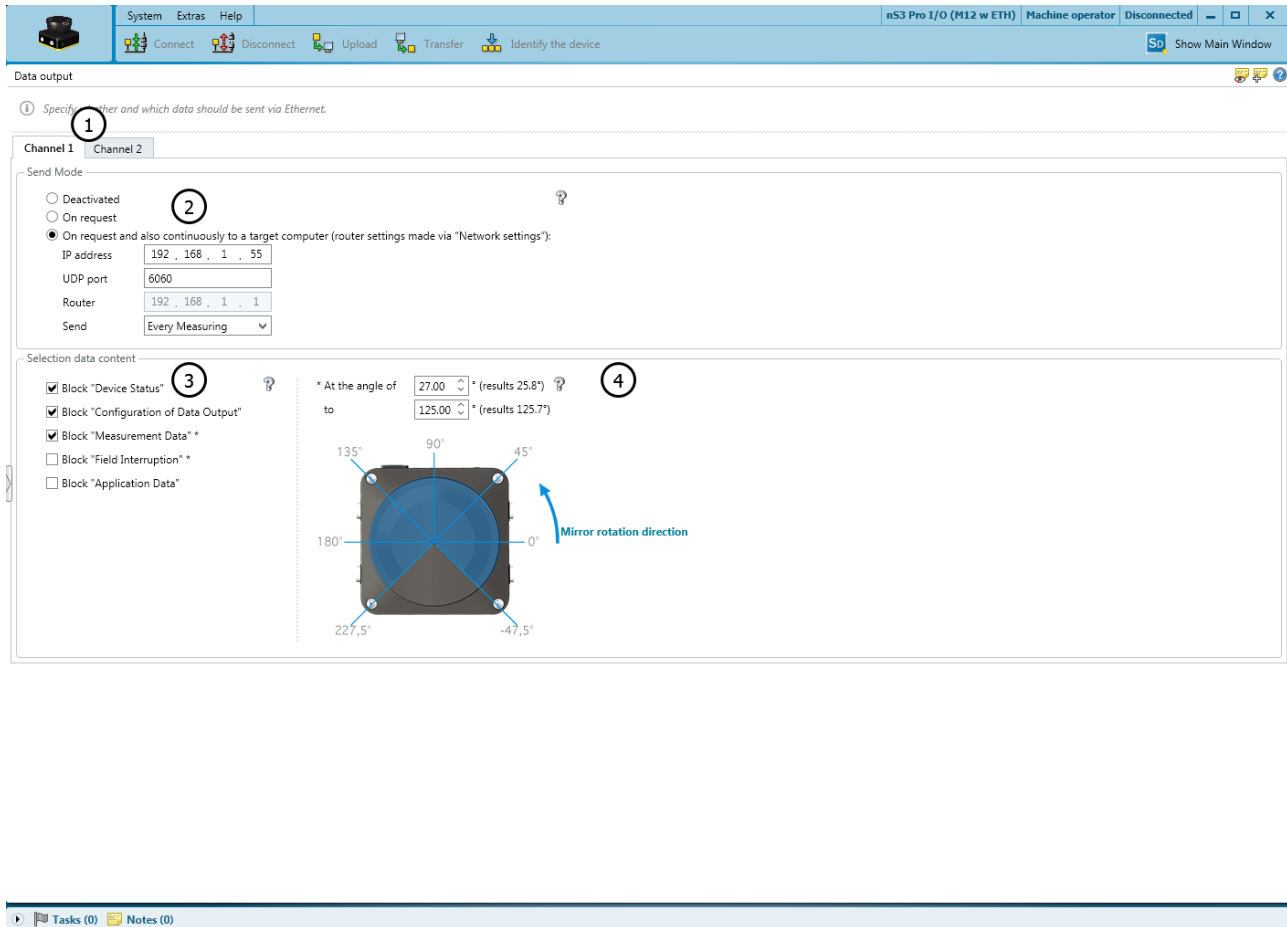 System Extras Help nS3 Pro I/O (M12 w ETH) Machine operator Disconnected
Connect Disconnect Upload Transfer Identify the device SD Show Main Window
Data output
Specify whether and which data should be sent via Ethernet.
1
Channel 1 Channel 2
Send Mode
Deactivated
2
On request
On request and also continuously to a target computer (router settings made via "Network settings"):
IP address 192 . 168 . 1 . 55
UDP port 6060
Router 192 . 168 . 1 . 1
Send Every Measuring
Selection data content
3 4
Block "Device Status" * At the angle of 27.00 ° (results 25.8°)
Block "Configuration of Data Output" to 125.00 ° (results 125.7°)
Block "Measurement Data" *
Block "Field Interruption" *
Block "Application Data"
90°
135° 45°
Mirror rotation direction
180° 0°
227,5° -47,5°
Tasks (0) Notes (0)